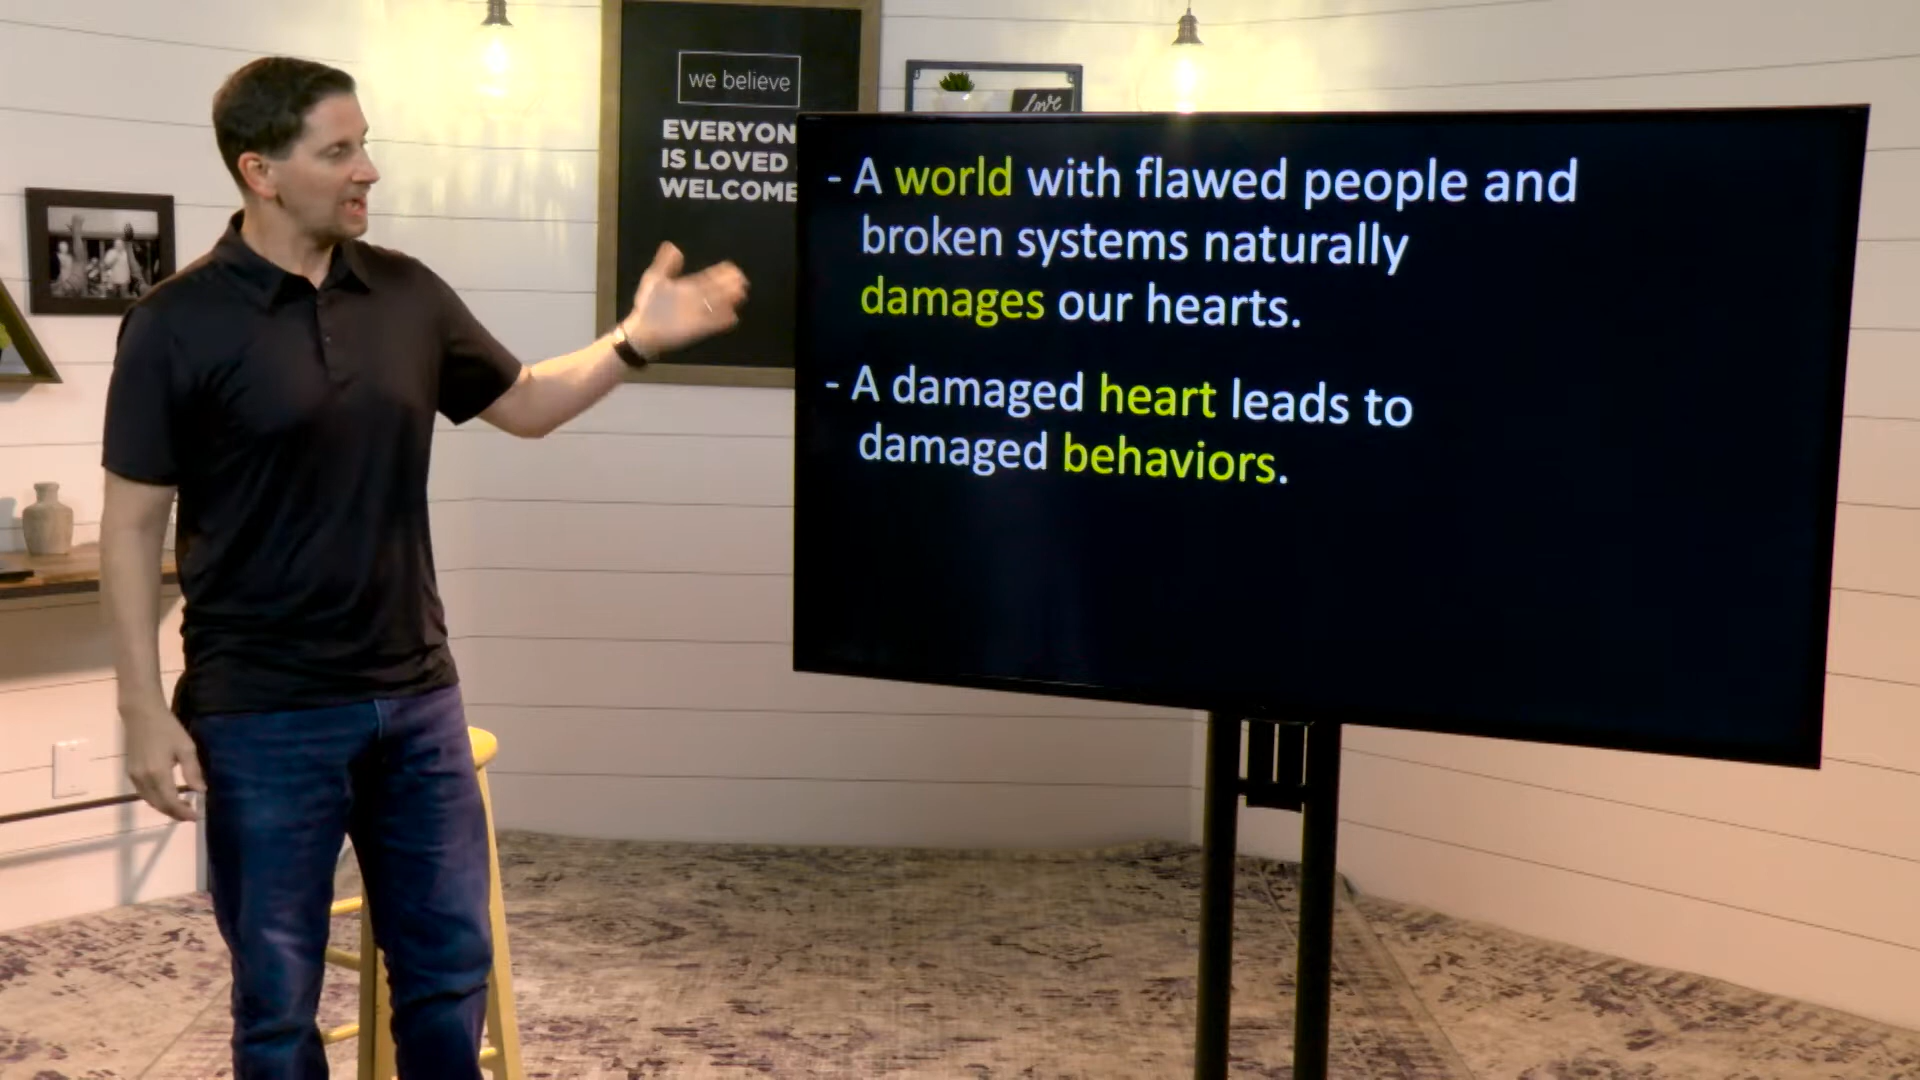 we believe
EVERYON
IS LOVED
WELCOME
love
- A world with flawed people and
broken systems naturally
damages our hearts.
- A damaged heart leads to
damaged behaviors.